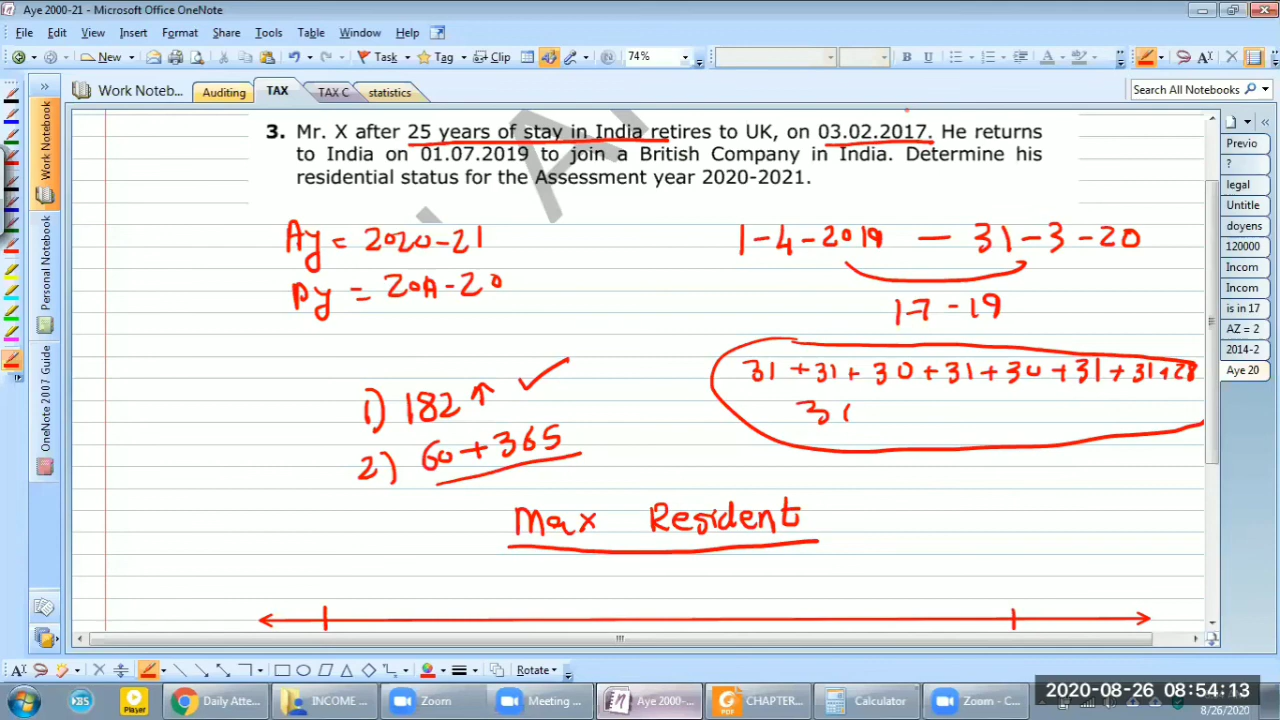 Aye 2000-21 - Microsoft Office OneNote
File Edit View Insert Format Share Tools Table Window Help
New Task Tag Clip 74% B U
Work Noteb... Auditing TAX TAX C statistics Search All Notebooks
Work Notebook
Personal Notebook
OneNote 2007 Guide
3. Mr. X after 25 years of stay in India retires to UK, on 03.02.2017. He returns
to India on 01.07.2019 to join a British Company in India. Determine his
residential status for the Assessment year 2020-2021.
Ay = 2020-21
1-4-2019 — 31-3-20
Py = 2019-20
1-7-19
31 + 31 + 30 + 31 + 30 + 31 + 31 + 28
31
1) 182 ↑ ✓
2) 60 + 365
Max Resident
Previo
?
legal
Untitle
doyens
120000
Incom
Incom
is in 17
AZ = 2
2014-2
Aye 20
Rotate
Player
Daily Atte...
INCOME
Zoom
Meeting ...
Aye 2000-...
CHAPTER...
Calculator
Zoom - C...
2020-08-26 08:54:13
8/26/2020